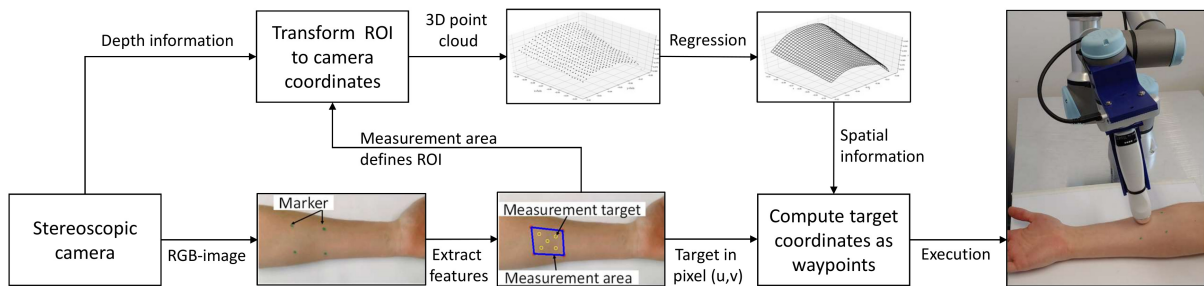 Depth information
Transform ROI
to camera
coordinates
3D point
cloud
Regression
Measurement area
defines ROI
Spatial
information
Stereoscopic
camera
RGB-image
Marker
Extract
features
Measurement target
Measurement area
Target in
pixel (u,v)
Compute target
coordinates as
waypoints
Execution